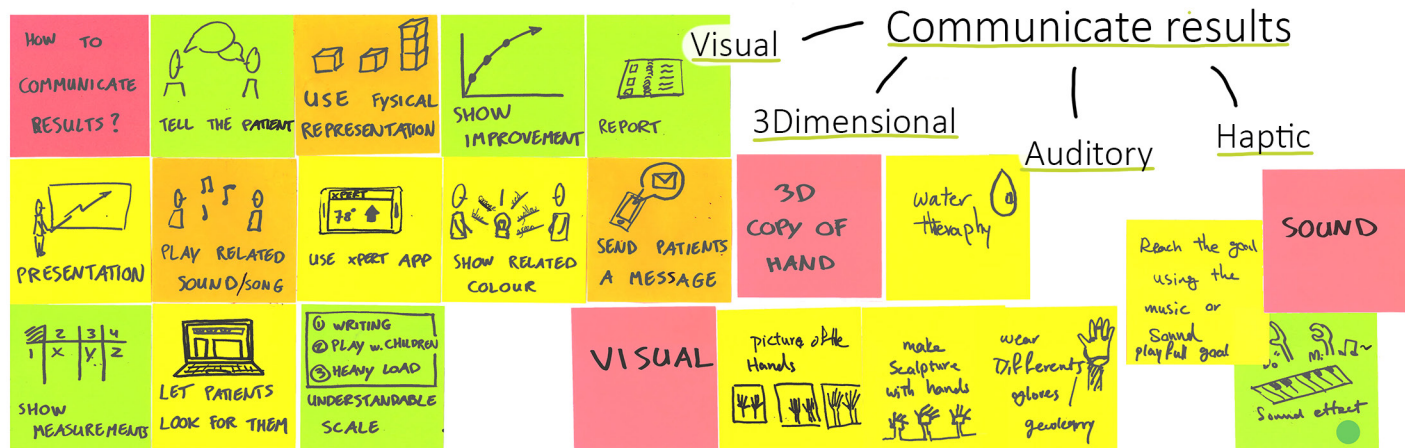 HOW TO
COMMUNICATE
RESULTS?
TELL THE PATIENT
USE FYSICAL
REPRESENTATION
SHOW
IMPROVEMENT
REPORT
Visual
Communicate results
3Dimensional
Auditory
Haptic
PRESENTATION
PLAY RELATED
SOUND/SONG
XPERT
78°
USE XPERT APP
SHOW RELATED
COLOUR
SEND PATIENTS
A MESSAGE
3D
COPY OF
HAND
water
theraphy
Reach the goal
using the
music or
Sound
playfull goal
SOUND
2 3 4
1 X Y Z
SHOW
MEASUREMENTS
LET PATIENTS
LOOK FOR THEM
1 WRITING
2 PLAY w. CHILDREN
3 HEAVY LOAD
UNDERSTANDABLE
SCALE
VISUAL
picture of the
Hands
make
Scalpture
with hands
wear
Differents
gloves
Do.
M.
Sound effect